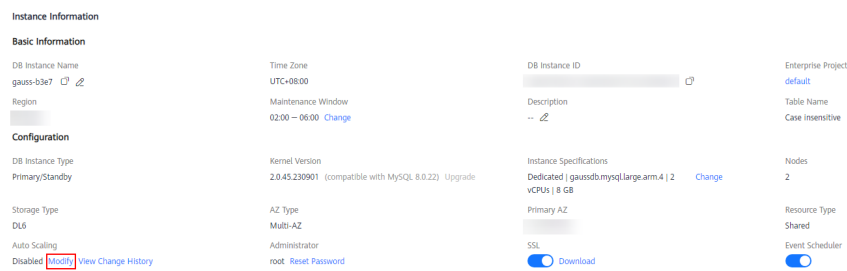 Instance Information
Basic Information
DB Instance Name Time Zone DB Instance ID Enterprise Project
gauss-b3e7 UTC+08:00 default
Region Maintenance Window Description Table Name
02:00 — 06:00 Change -- Case insensitive
Configuration
DB Instance Type Kernel Version Instance Specifications Nodes
Primary/Standby 2.0.45.230901 (compatible with MySQL 8.0.22) Upgrade Dedicated | gaussdb.mysql.large.arm.4 | 2 Change 2
vCPUs | 8 GB
Storage Type AZ Type Primary AZ Resource Type
DL6 Multi-AZ Shared
Auto Scaling Administrator SSL Event Scheduler
Disabled Modify View Change History root Reset Password Download